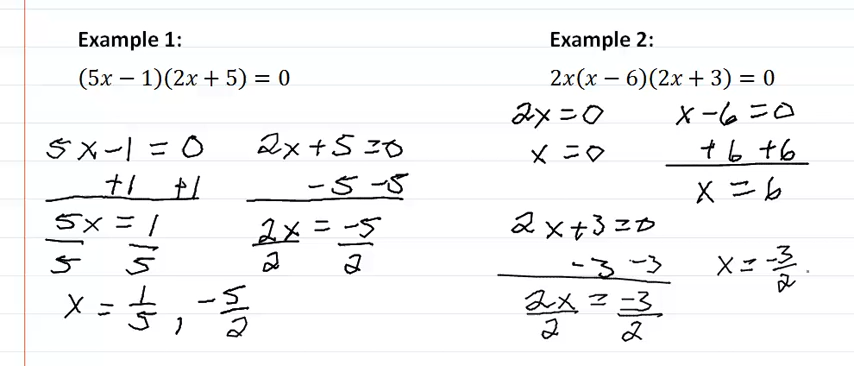 Example 1:
(5x − 1)(2x + 5) = 0
5x-1 = 0
+1 +1
5x = 1
5 5
2x+5=0
-5 -5
2x = -5
2 2
x = 1/5, -5/2
Example 2:
2x(x − 6)(2x + 3) = 0
2x=0
x=0
x-6=0
+6 +6
x=6
2x+3=0
-3 -3
2x = -3
2 2
x = -3/2.